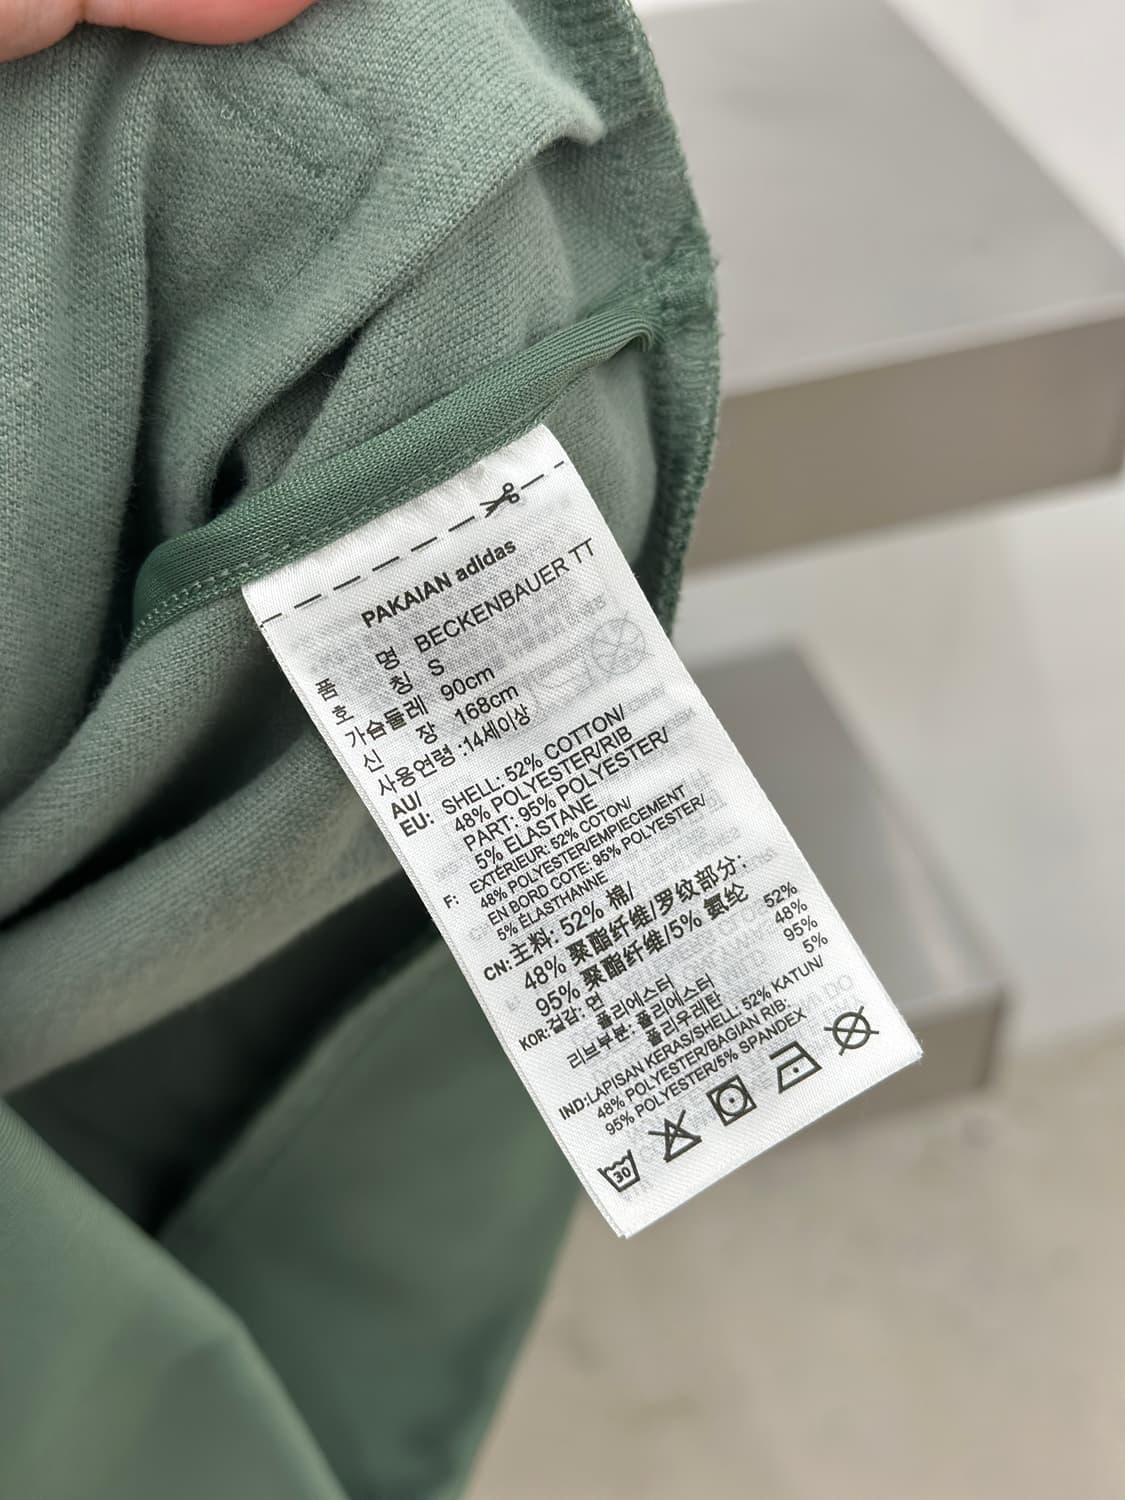 PAKAIAN adidas
품 명 BECKENBAUER TT
호 칭 S
가슴둘레 90cm
신 장 168cm
사용연령 :14세이상
AU/
EU: SHELL: 52% COTTON/
48% POLYESTER/RIB
PART: 95% POLYESTER/
5% ELASTANE
F: EXTÉRIEUR: 52% COTON/
48% POLYESTER/EMPIECEMENT
EN BORD COTE: 95% POLYESTER/
5% ÉLASTHANNE
CN:主料: 52% 棉/
48% 聚酯纤维/罗纹部分:
95% 聚酯纤维/5% 氨纶
KOR:겉감: 면 52%
폴리에스터 48%
리브부분: 폴리에스터 95%
폴리우레탄 5%
IND:LAPISAN KERAS/SHELL: 52% KATUN/
48% POLYESTER/BAGIAN RIB:
95% POLYESTER/5% SPANDEX
30